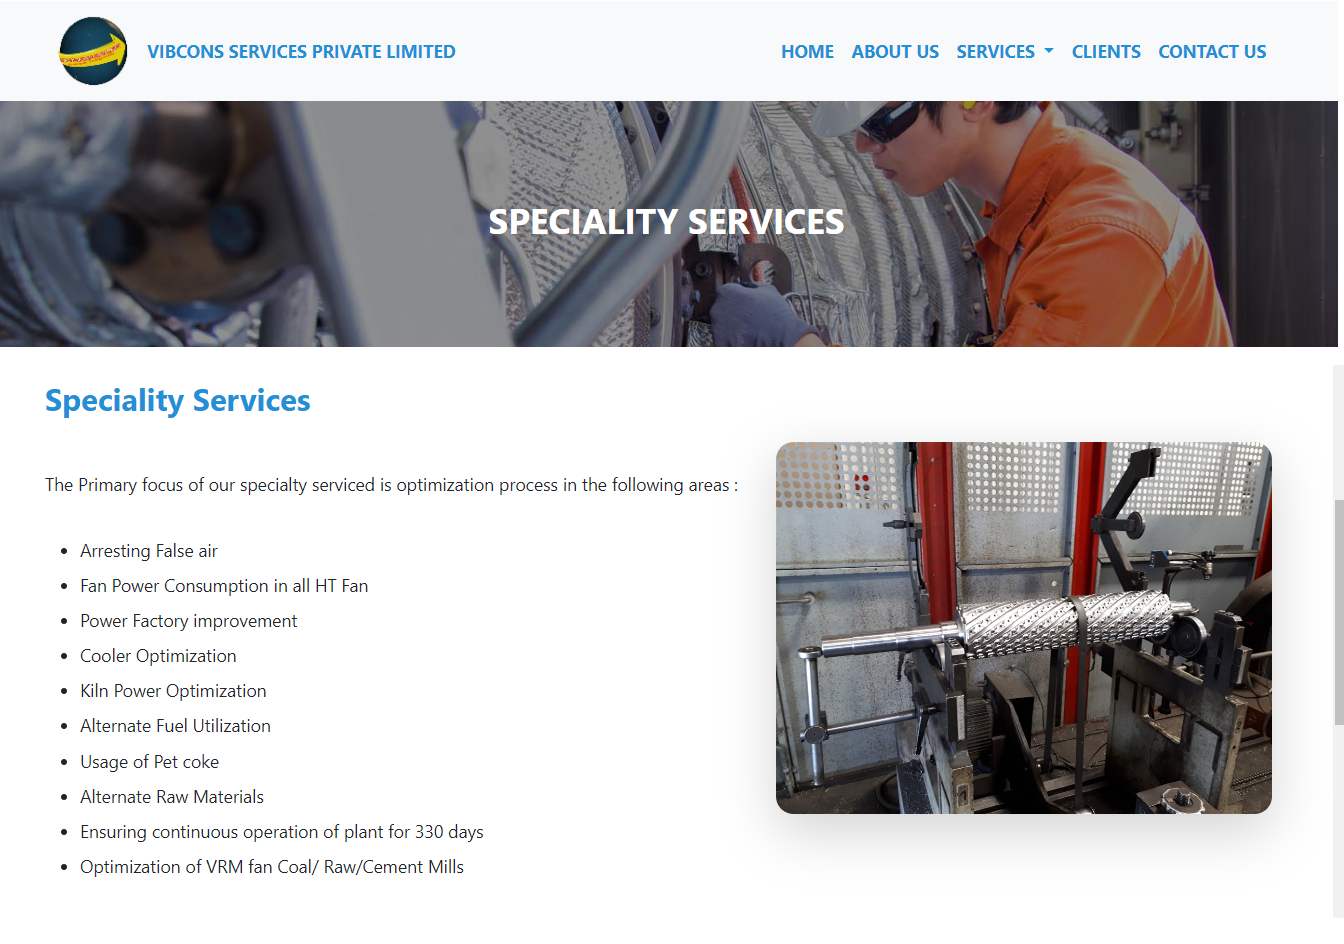 VIBCONS SERVICES PRIVATE LIMITED
HOME ABOUT US SERVICES CLIENTS CONTACT US
SPECIALITY SERVICES
Speciality Services
The Primary focus of our specialty serviced is optimization process in the following areas :
• Arresting False air
• Fan Power Consumption in all HT Fan
• Power Factory improvement
• Cooler Optimization
• Kiln Power Optimization
• Alternate Fuel Utilization
• Usage of Pet coke
• Alternate Raw Materials
• Ensuring continuous operation of plant for 330 days
• Optimization of VRM fan Coal/ Raw/Cement Mills